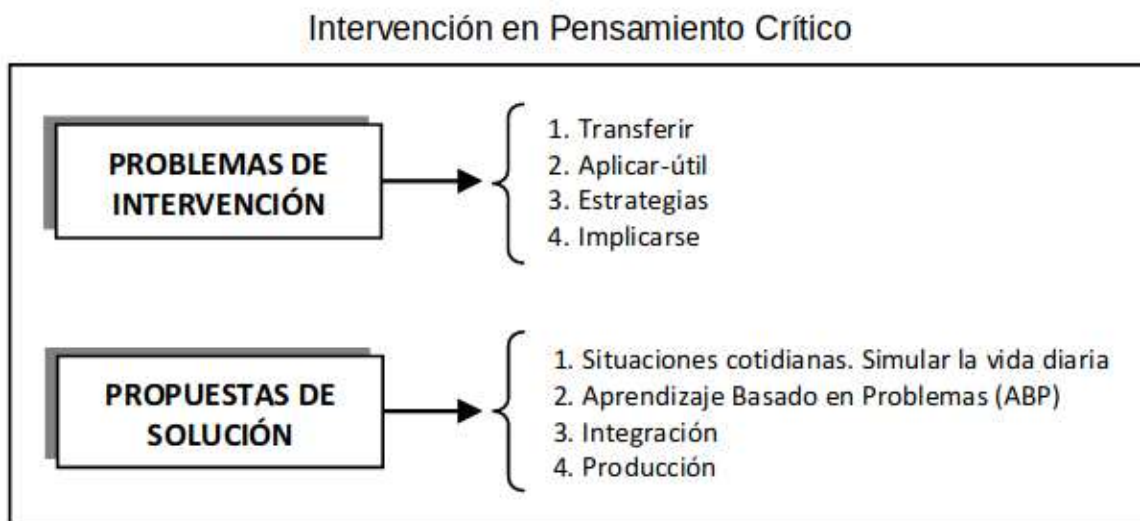 Intervención en Pensamiento Crítico
PROBLEMAS DE
INTERVENCIÓN
1. Transferir
2. Aplicar-útil
3. Estrategias
4. Implicarse
PROPUESTAS DE
SOLUCIÓN
1. Situaciones cotidianas. Simular la vida diaria
2. Aprendizaje Basado en Problemas (ABP)
3. Integración
4. Producción